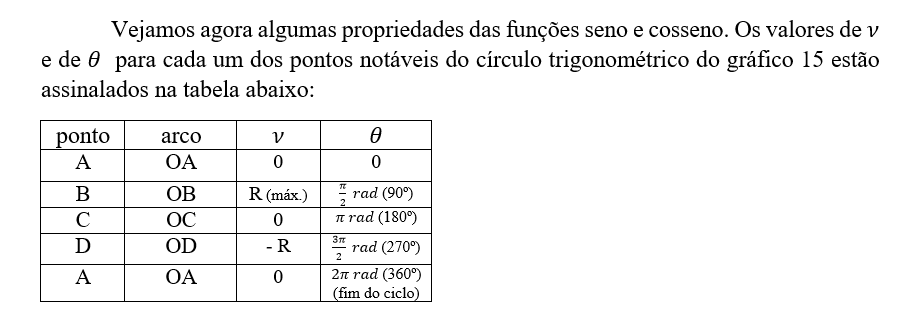 Vejamos agora algumas propriedades das funções seno e cosseno. Os valores de 𝜈
e de 𝜃 para cada um dos pontos notáveis do círculo trigonométrico do gráfico 15 estão
assinalados na tabela abaixo:
ponto arco 𝜈 𝜃
A OA 0 0
B OB R (máx.) π/2 rad (90º)
C OC 0 π rad (180º)
D OD - R 3π/2 rad (270º)
A OA 0 2π rad (360º)
(fim do ciclo)